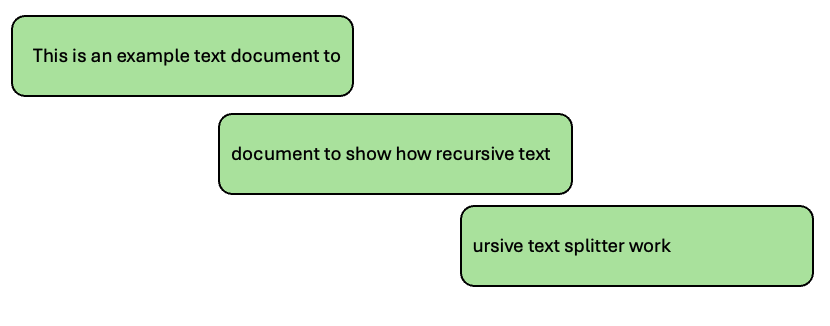 This is an example text document to
document to show how recursive text
ursive text splitter work